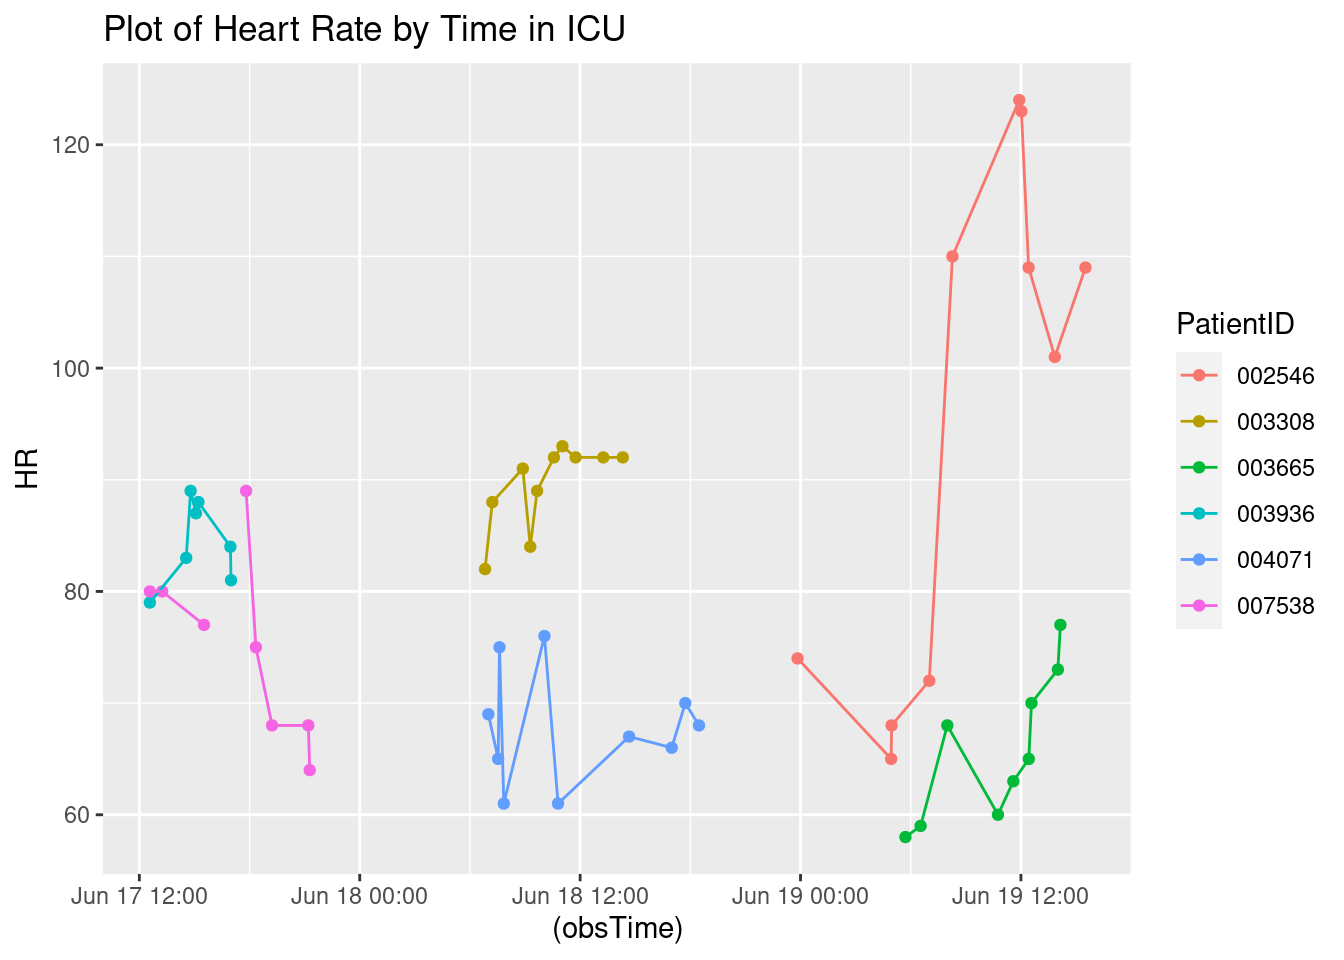 Plot of Heart Rate by Time in ICU
120
100
80
60
HR
Jun 17 12:00
Jun 18 00:00
Jun 18 12:00
Jun 19 00:00
Jun 19 12:00
(obsTime)
PatientID
002546
003308
003665
003936
004071
007538